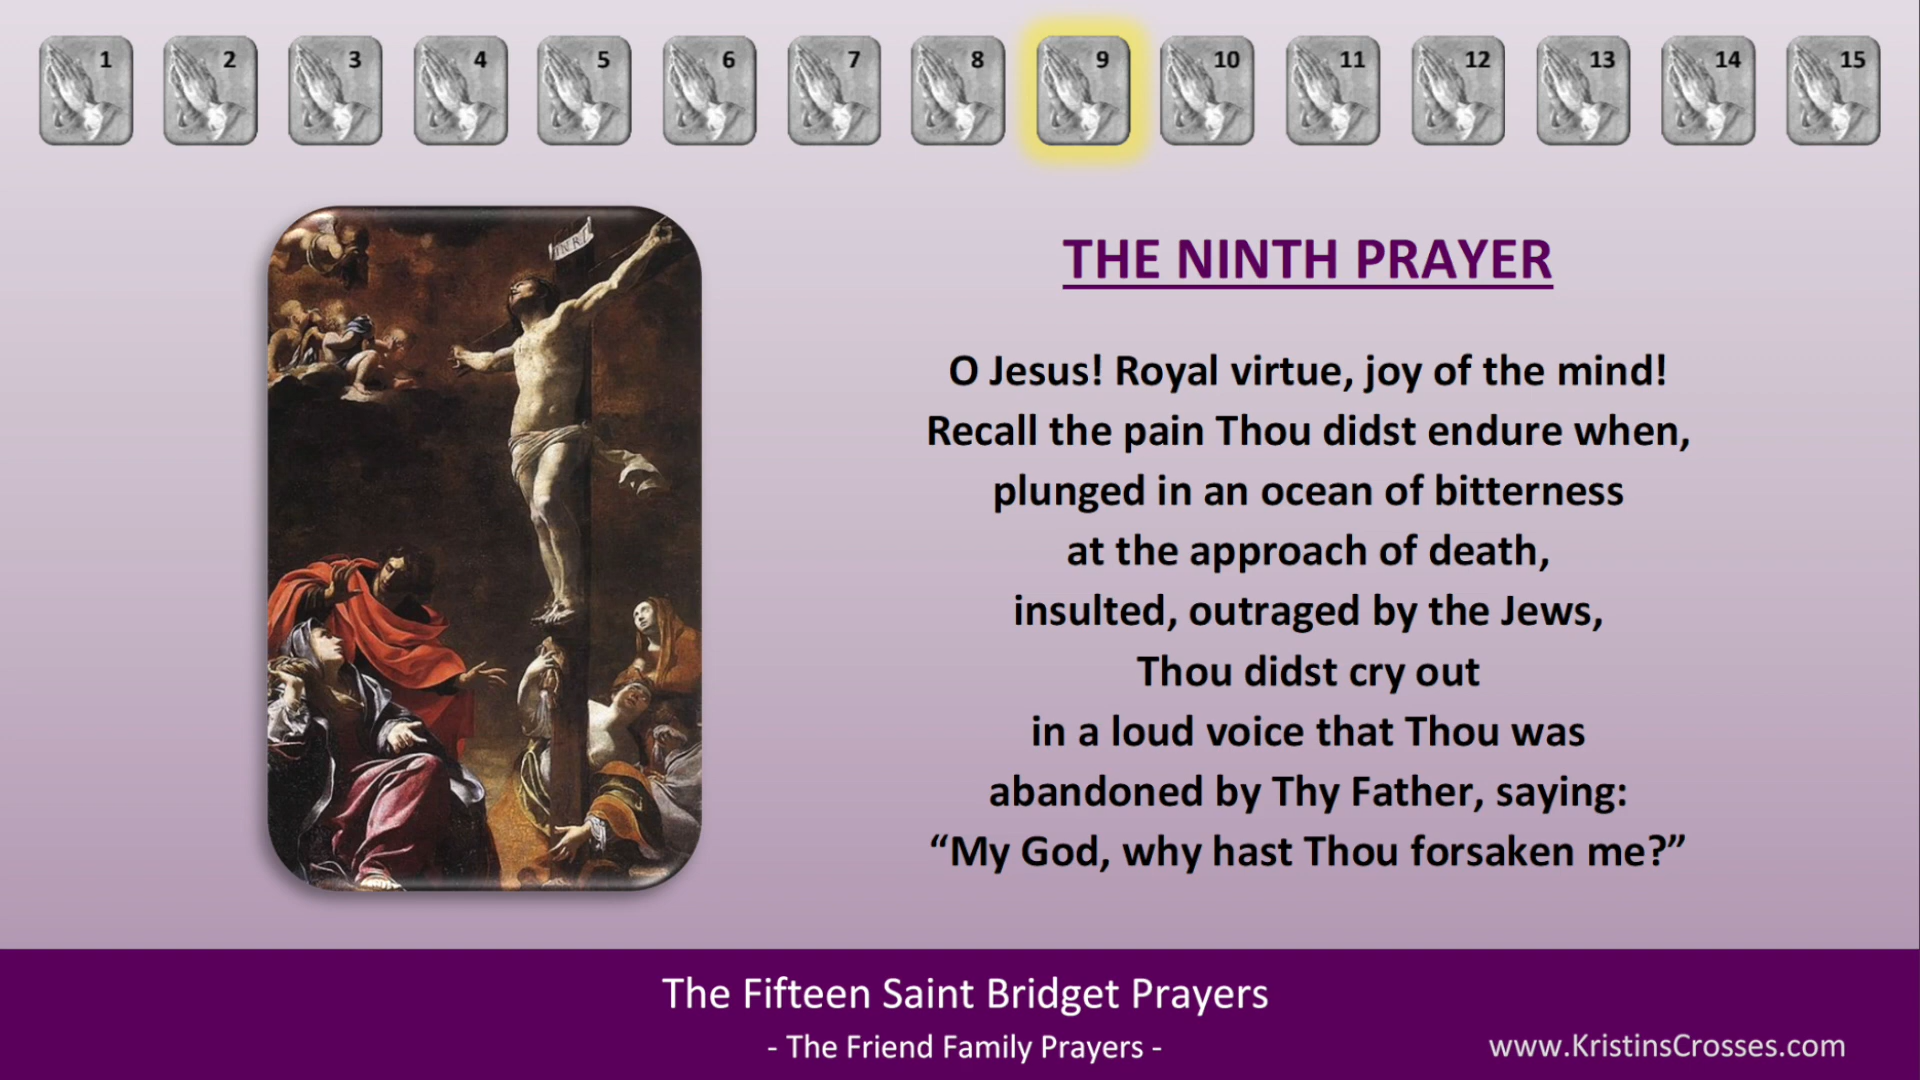 1 2 3 4 5 6 7 8 9 10 11 12 13 14 15
INRI
THE NINTH PRAYER
O Jesus! Royal virtue, joy of the mind!
Recall the pain Thou didst endure when,
plunged in an ocean of bitterness
at the approach of death,
insulted, outraged by the Jews,
Thou didst cry out
in a loud voice that Thou was
abandoned by Thy Father, saying:
“My God, why hast Thou forsaken me?”
The Fifteen Saint Bridget Prayers
- The Friend Family Prayers -
www.KristinsCrosses.com